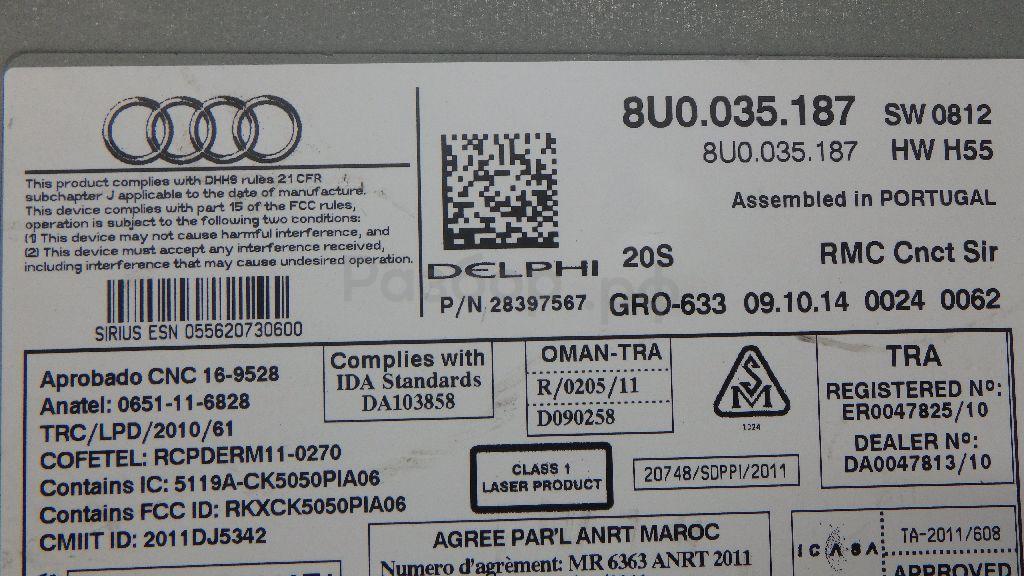 8U0.035.187 SW 0812
8U0.035.187 HW H55
Assembled in PORTUGAL
This product complies with DHHS rules 21 CFR
subchapter J applicable to the date of manufacture.
This device complies with part 15 of the FCC rules,
operation is subject to the following two conditions:
(1) This device may not cause harmful interference, and
(2) This device must accept any interference received,
including interference that may cause undesired operation.
SIRIUS ESN 055620730600
DELPHI 20S RMC Cnct Sir
P/N 28397567 GRO-633 09.10.14 0024 0062
Разбор.рф
Aprobado CNC 16-9528
Anatel: 0651-11-6828
TRC/LPD/2010/61
COFETEL: RCPDERM11-0270
Contains IC: 5119A-CK5050PIA06
Contains FCC ID: RKXCK5050PIA06
CMIIT ID: 2011DJ5342
Complies with
IDA Standards
DA103858
OMAN-TRA
R/0205/11
D090258
1024
TRA
REGISTERED Nº:
ER0047825/10
DEALER Nº:
DA0047813/10
CLASS 1
LASER PRODUCT
20748/SDPPI/2011
AGREE PAR'L ANRT MAROC
Numero d'agrèment: MR 6363 ANRT 2011
ICASA
TA-2011/608
APPROVED